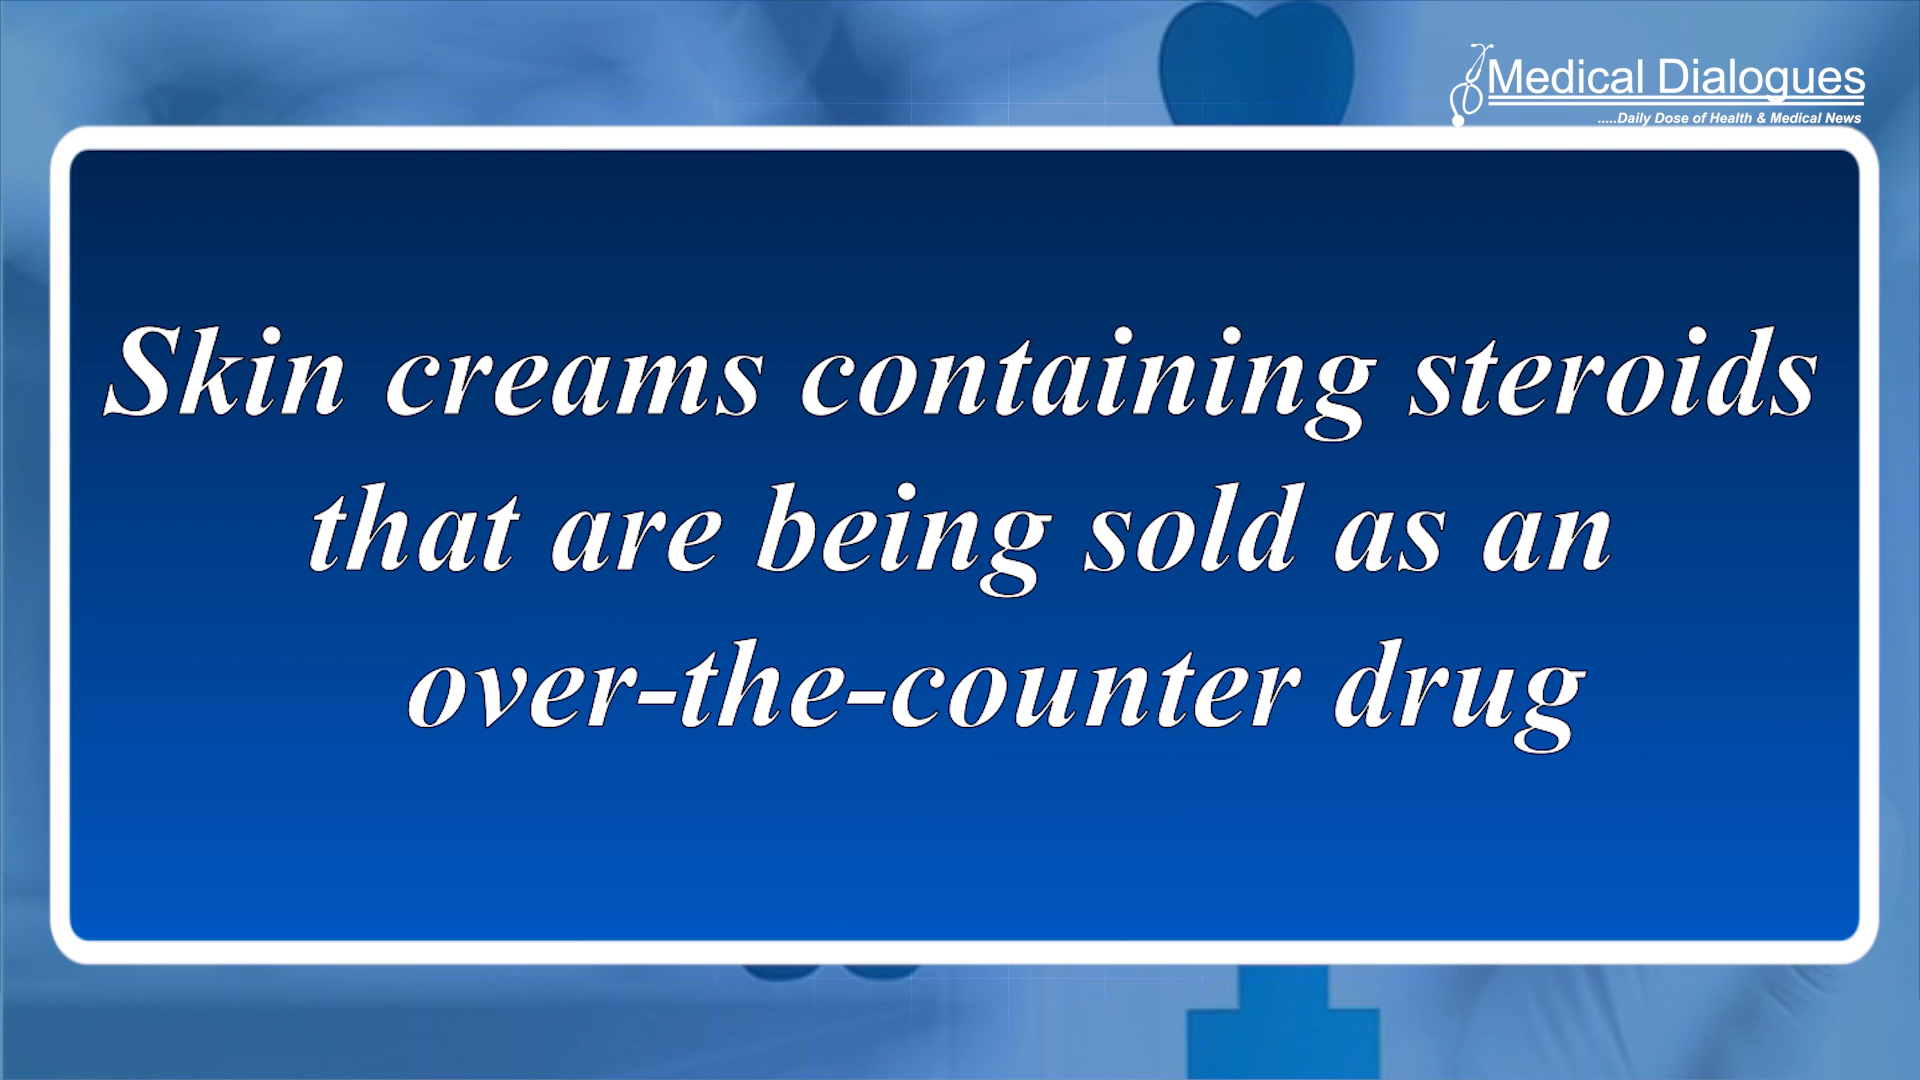 Medical Dialogues
.....Daily Dose of Health & Medical News
Skin creams containing steroids
that are being sold as an
over-the-counter drug